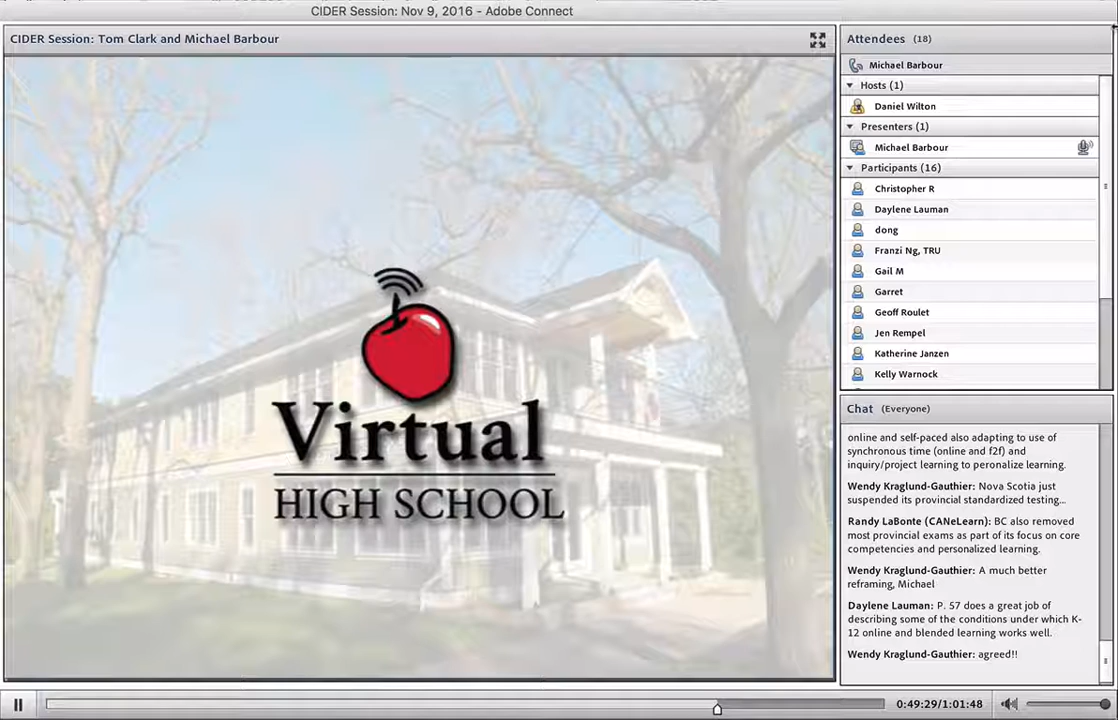 CIDER Session: Nov 9, 2016 - Adobe Connect
CIDER Session: Tom Clark and Michael Barbour
Virtual
HIGH SCHOOL
Attendees (18)
Michael Barbour
Hosts (1)
Daniel Wilton
Presenters (1)
Michael Barbour
Participants (16)
Christopher R
Daylene Lauman
dong
Franzi Ng, TRU
Gail M
Garret
Geoff Roulet
Jen Rempel
Katherine Janzen
Kelly Warnock
Chat (Everyone)
online and self-paced also adapting to use of
synchronous time (online and f2f) and
inquiry/project learning to peronalize learning.
Wendy Kraglund-Gauthier: Nova Scotia just
suspended its provincial standardized testing...
Randy LaBonte (CANeLearn): BC also removed
most provincial exams as part of its focus on core
competencies and personalized learning.
Wendy Kraglund-Gauthier: A much better
reframing, Michael
Daylene Lauman: P. 57 does a great job of
describing some of the conditions under which K-
12 online and blended learning works well.
Wendy Kraglund-Gauthier: agreed!!
0:49:29/1:01:48